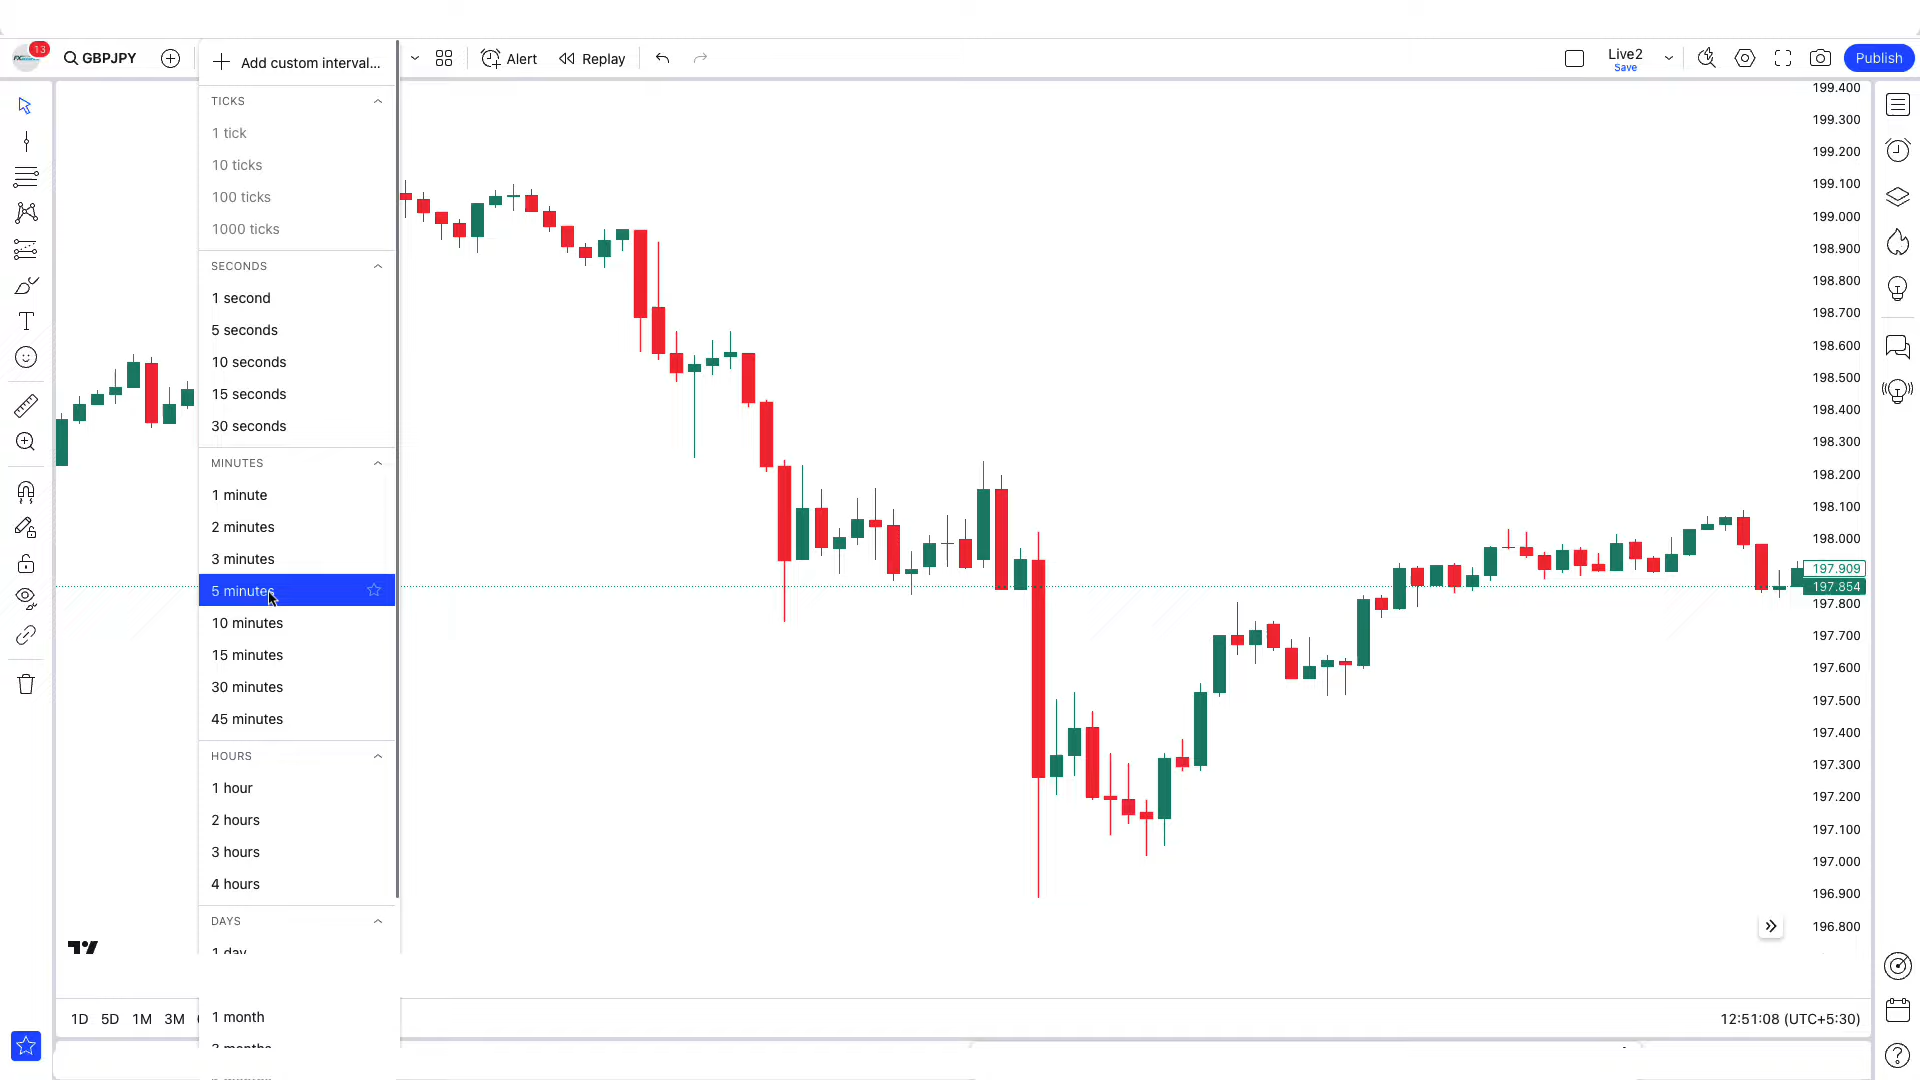 13
GBPJPY
Alert
Replay
Live2
Save
Publish
Add custom interval...
TICKS
1 tick
10 ticks
100 ticks
1000 ticks
SECONDS
1 second
5 seconds
10 seconds
15 seconds
30 seconds
MINUTES
1 minute
2 minutes
3 minutes
5 minutes
10 minutes
15 minutes
30 minutes
45 minutes
HOURS
1 hour
2 hours
3 hours
4 hours
DAYS
1 day
1 month
3 months
199.400
199.300
199.200
199.100
199.000
198.900
198.800
198.700
198.600
198.500
198.400
198.300
198.200
198.100
198.000
197.909
197.854
197.800
197.700
197.600
197.500
197.400
197.300
197.200
197.100
197.000
196.900
196.800
1D 5D 1M 3M
12:51:08 (UTC+5:30)